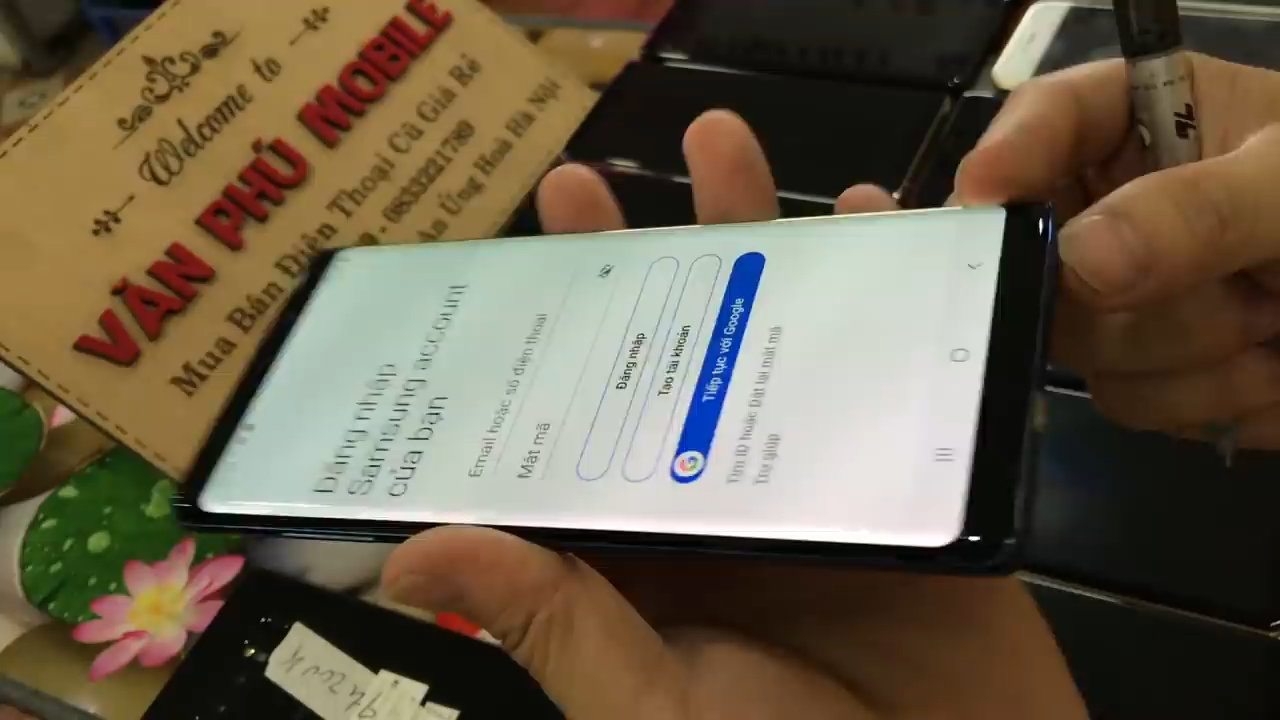 Welcome to
VĂN PHÚ MOBILE
Mua Bán Điện Thoại Cũ Giá Rẻ
- 0853221789
An Ứng Hoà Hà Nội
Đăng nhập
Samsung account
của bạn
Email hoặc số điện thoại
Mật mã
Đăng nhập
Tạo tài khoản
Tiếp tục với Google
Tìm ID hoặc Đặt lại mật mã
Trợ giúp